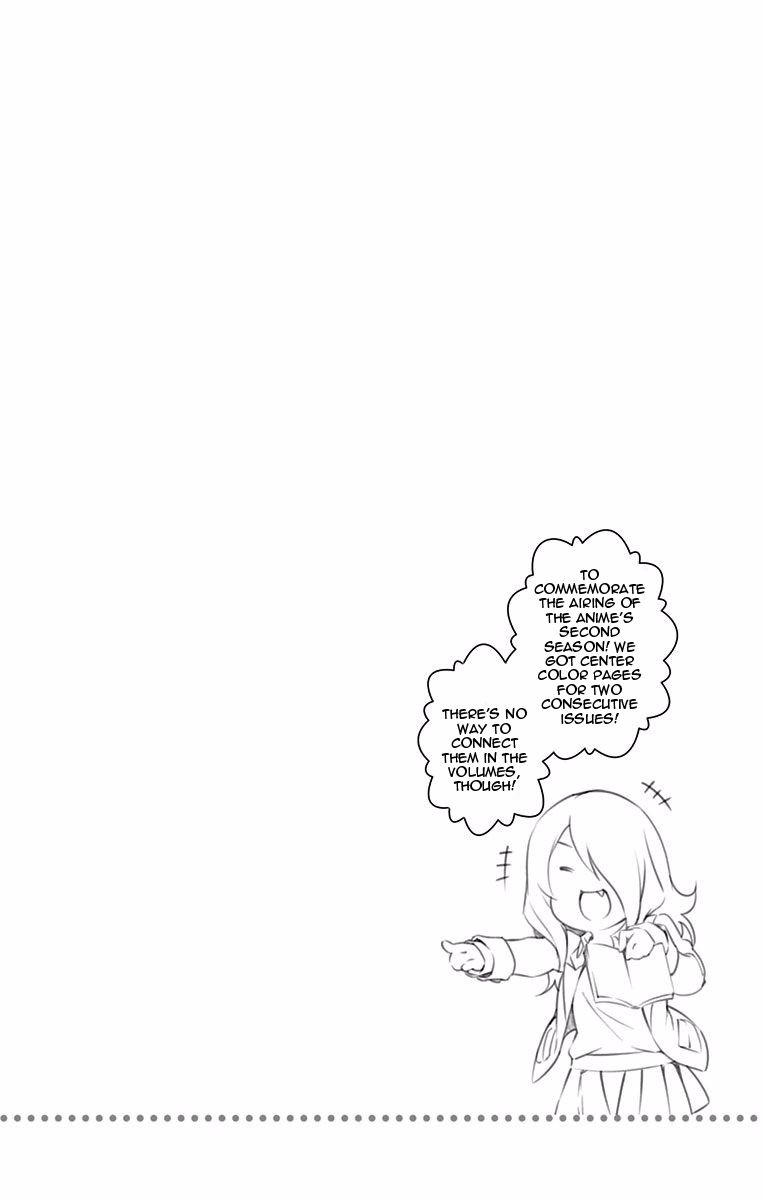 TO
COMMEMORATE
THE AIRING OF
THE ANIME'S
SECOND
SEASON! WE
GOT CENTER
COLOR PAGES
FOR TWO
CONSECUTIVE
ISSUES!
THERE'S NO
WAY TO
CONNECT
THEM IN THE
VOLUMES,
THOUGH!